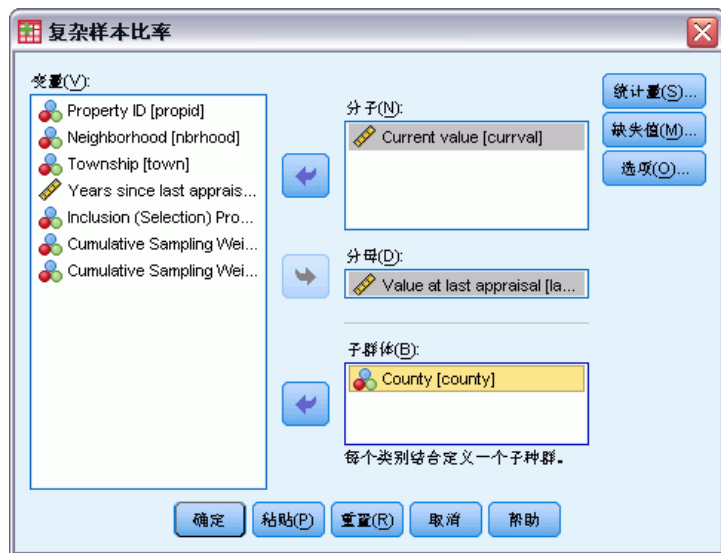 复杂样本比率
变量(V):
Property ID [propid]
Neighborhood [nbrhood]
Township [town]
Years since last apprais...
Inclusion (Selection) Pro...
Cumulative Sampling Wei...
Cumulative Sampling Wei...
分子(N):
Current value [currval]
分母(D):
Value at last appraisal [la...
子群体(B):
County [county]
每个类别结合定义一个子种群。
统计量(S)...
缺失值(M)...
选项(O)...
确定
粘贴(P)
重置(R)
取消
帮助